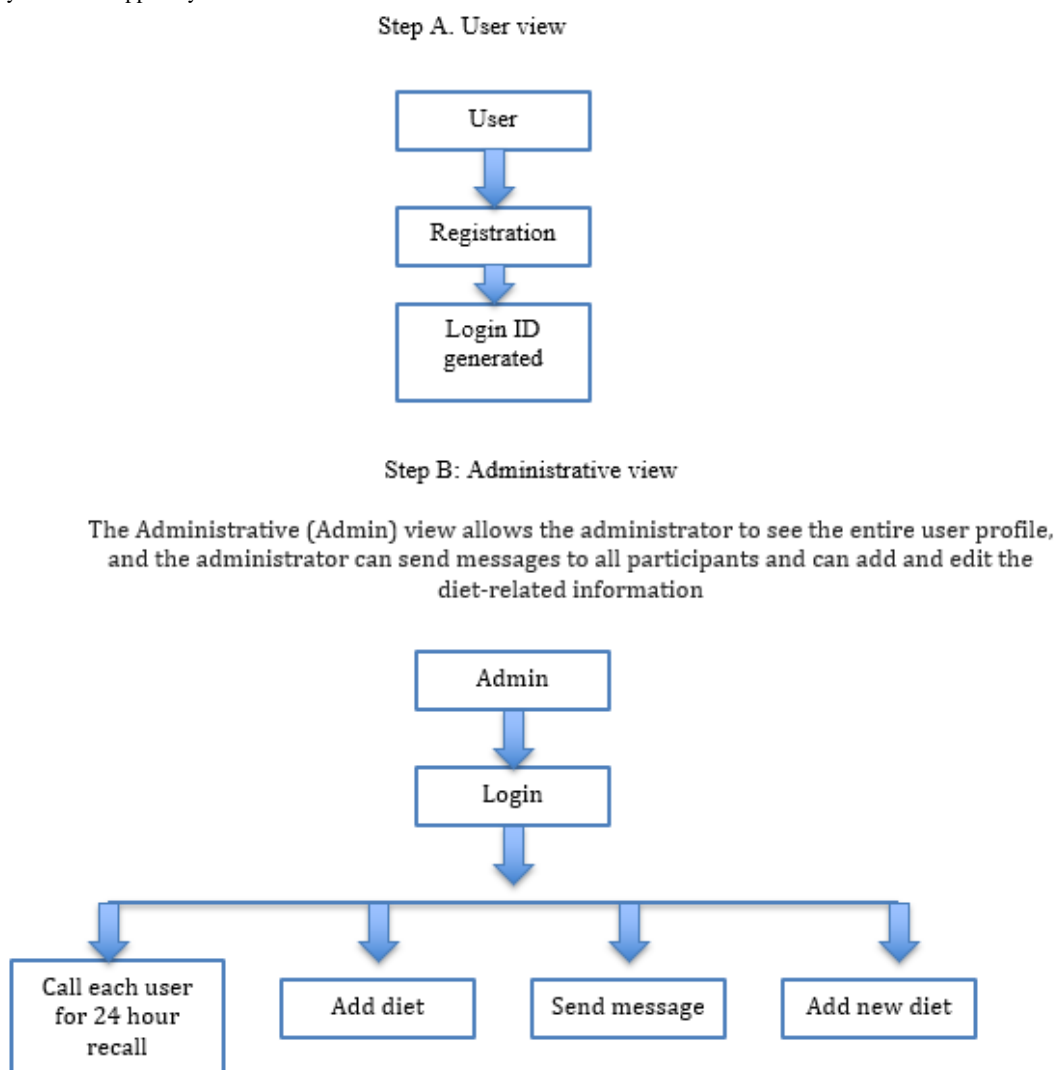 Step A. User view
User
Registration
Login ID
generated
Step B: Administrative view
The Administrative (Admin) view allows the administrator to see the entire user profile,
and the administrator can send messages to all participants and can add and edit the
diet-related information
Admin
Login
Call each user
for 24 hour
recall
Add diet
Send message
Add new diet